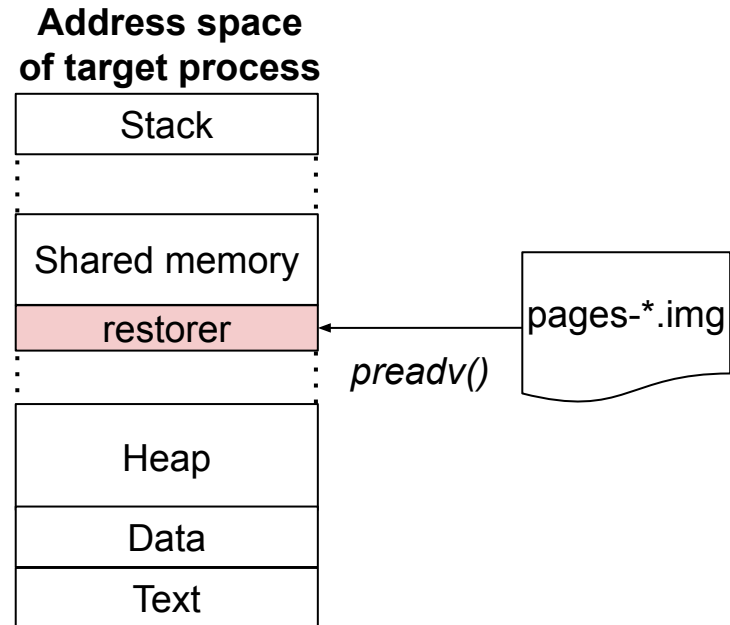 Address space
of target process
Stack
Shared memory
restorer
pages-*.img
preadv()
Heap
Data
Text